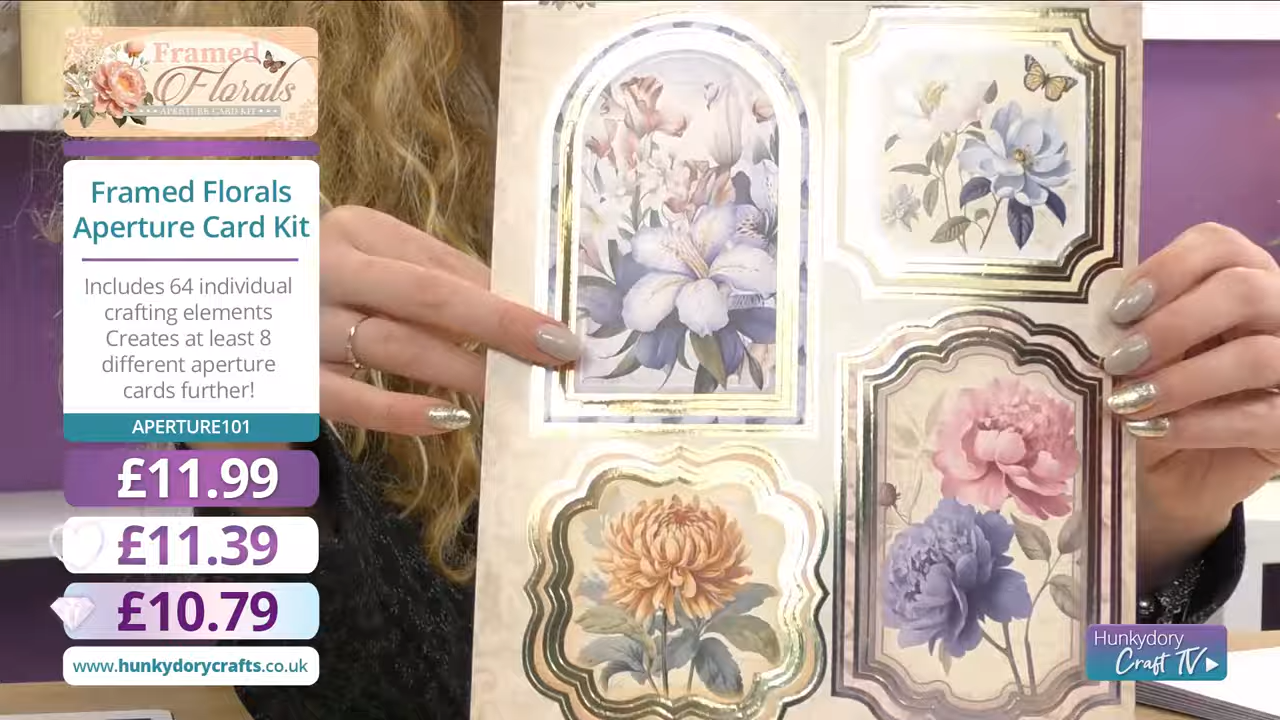 Framed
Florals
APERTURE CARD KIT
Framed Florals
Aperture Card Kit
Includes 64 individual
crafting elements
Creates at least 8
different aperture
cards further!
APERTURE101
£11.99
£11.39
£10.79
www.hunkydorycrafts.co.uk
Hunkydory
Craft TV